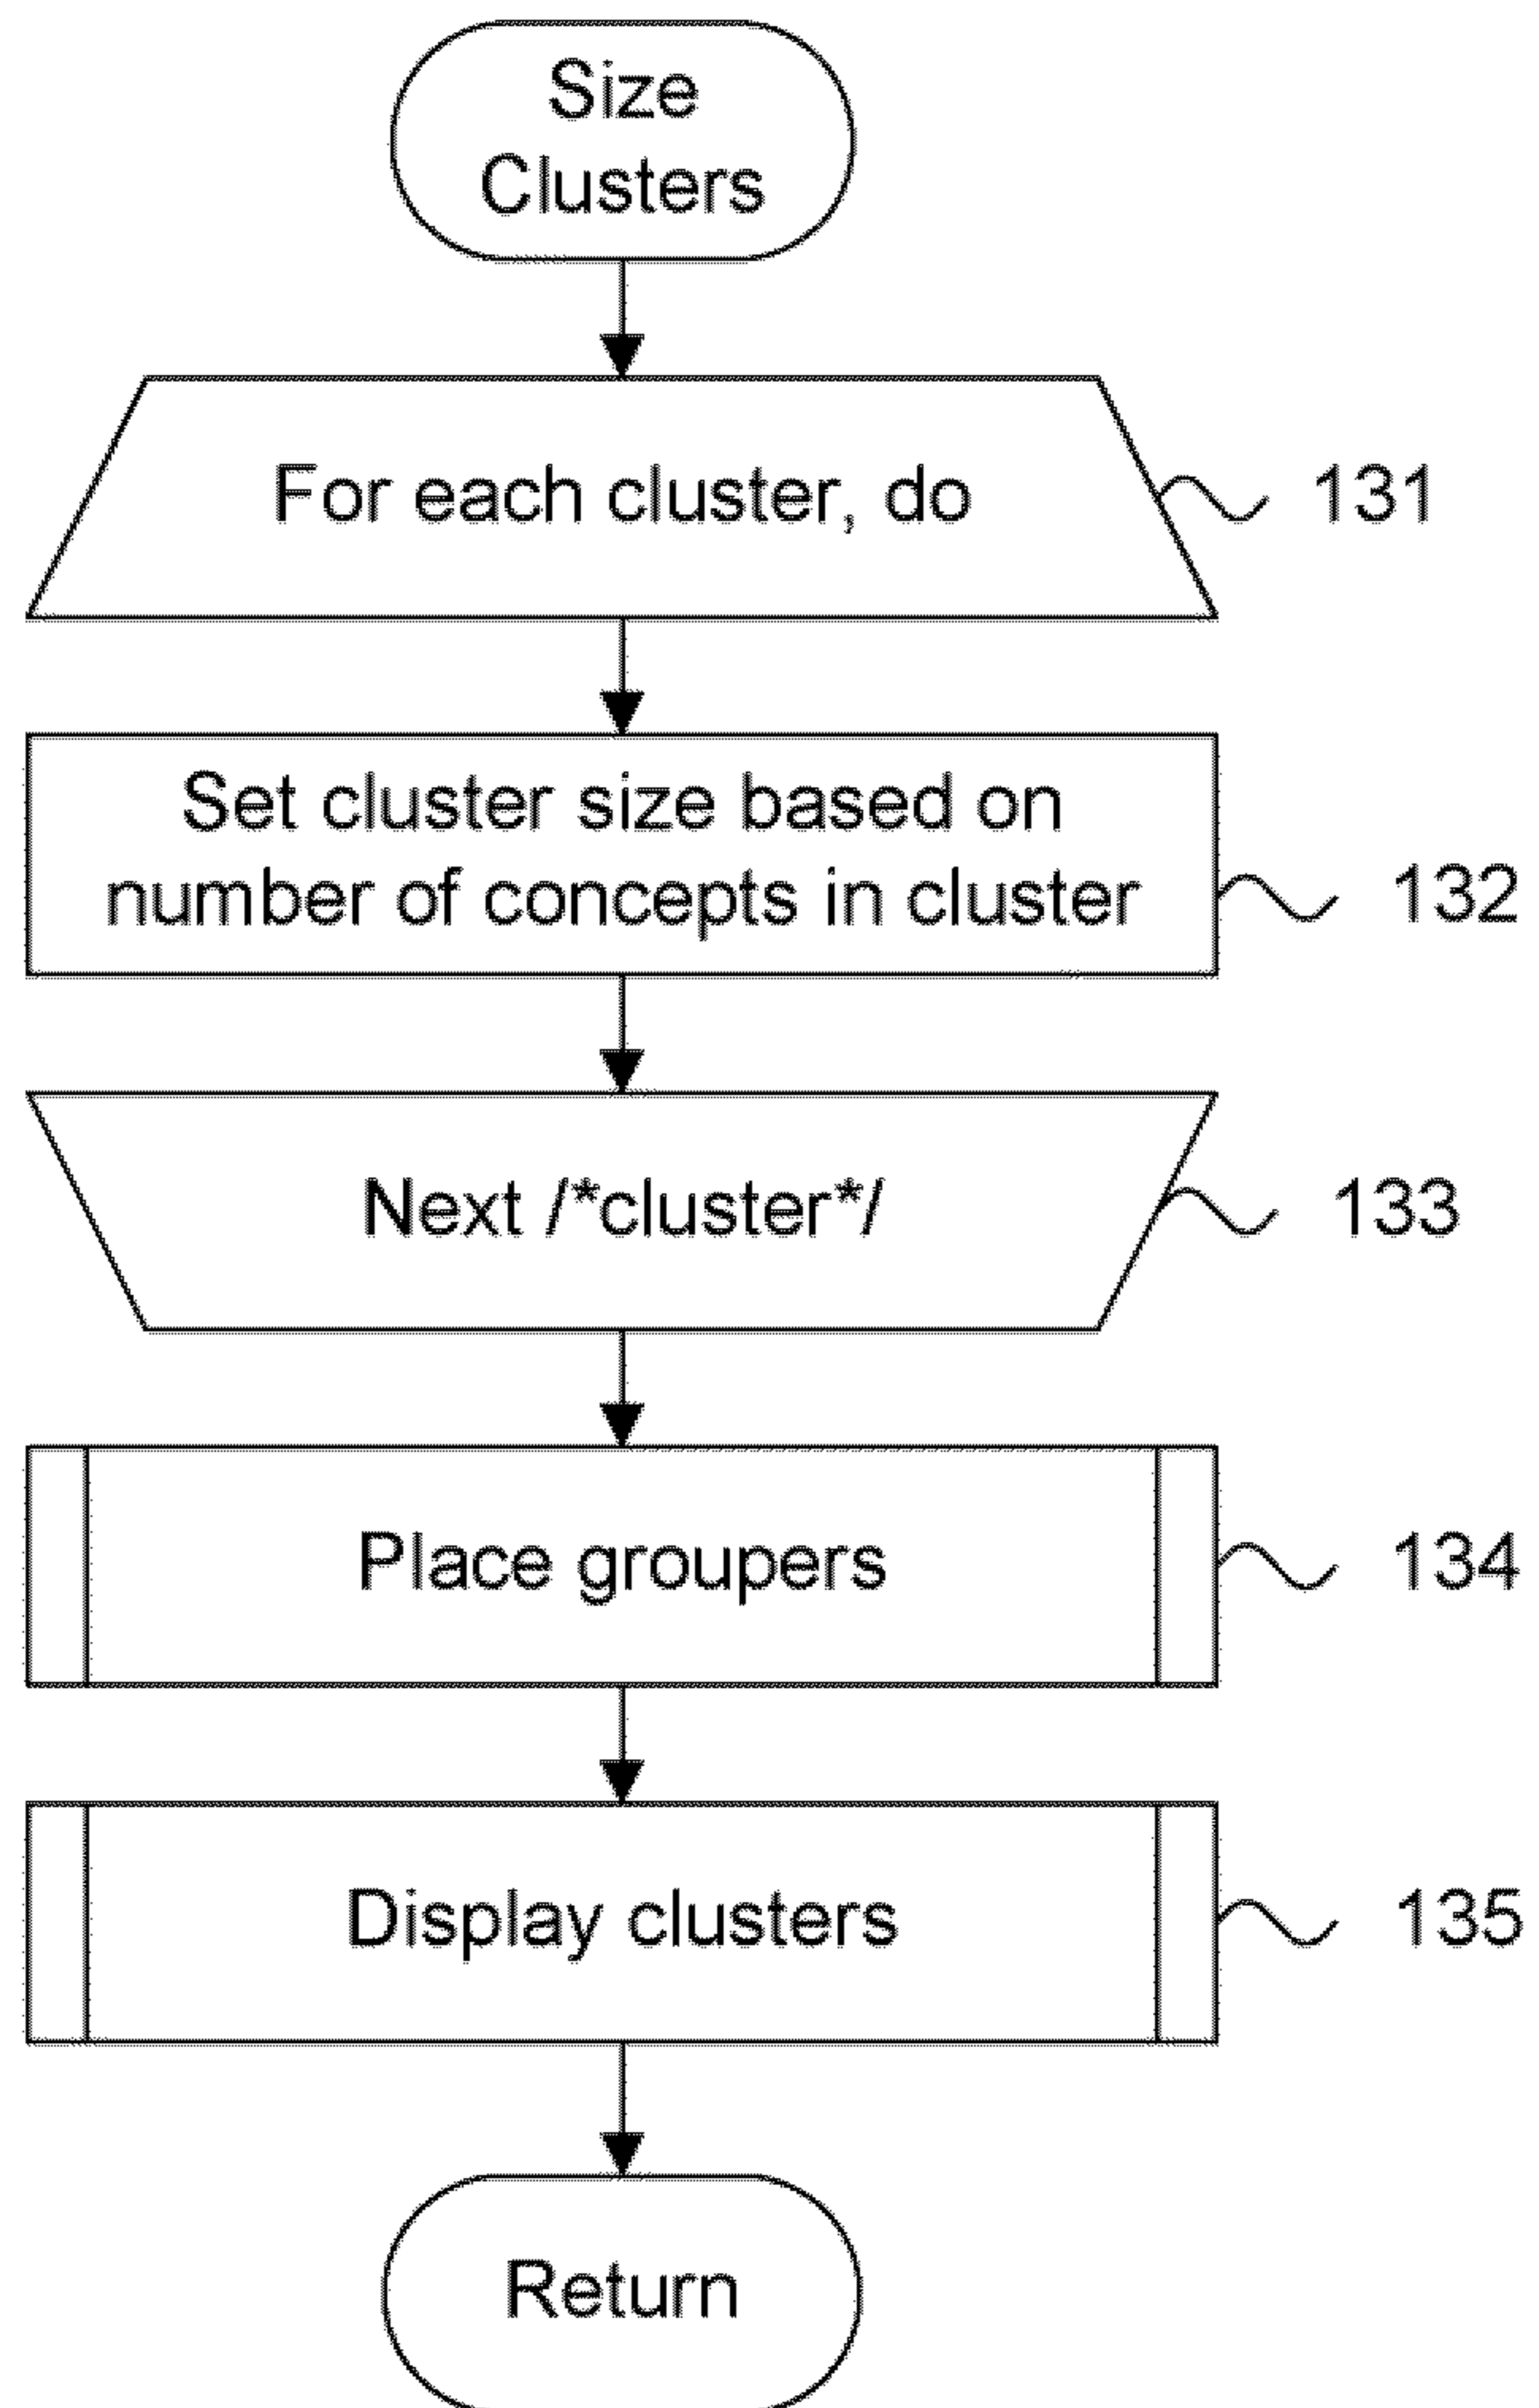 Size
Clusters
For each cluster, do
131
Set cluster size based on
number of concepts in cluster
132
Next /*cluster*/
133
Place groupers
134
Display clusters
135
Return